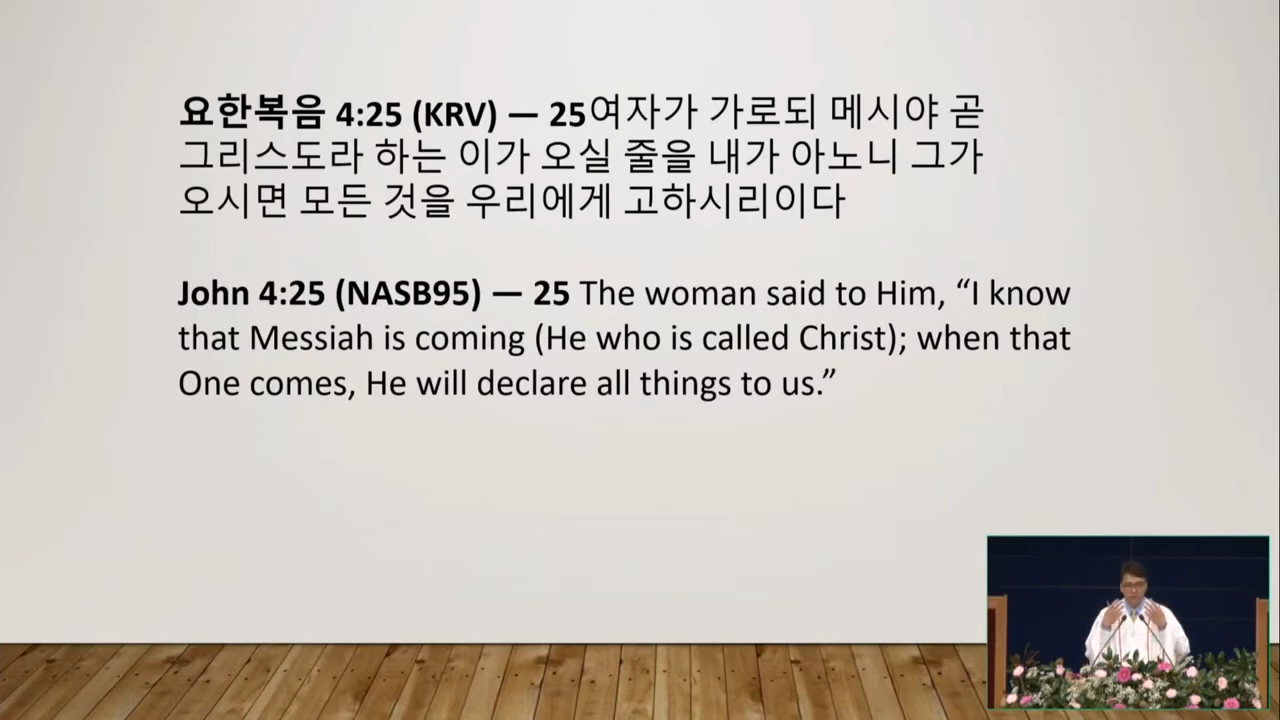 요한복음 4:25 (KRV) — 25여자가 가로되 메시야 곧
그리스도라 하는 이가 오실 줄을 내가 아노니 그가
오시면 모든 것을 우리에게 고하시리이다
John 4:25 (NASB95) — 25 The woman said to Him, “I know
that Messiah is coming (He who is called Christ); when that
One comes, He will declare all things to us.”